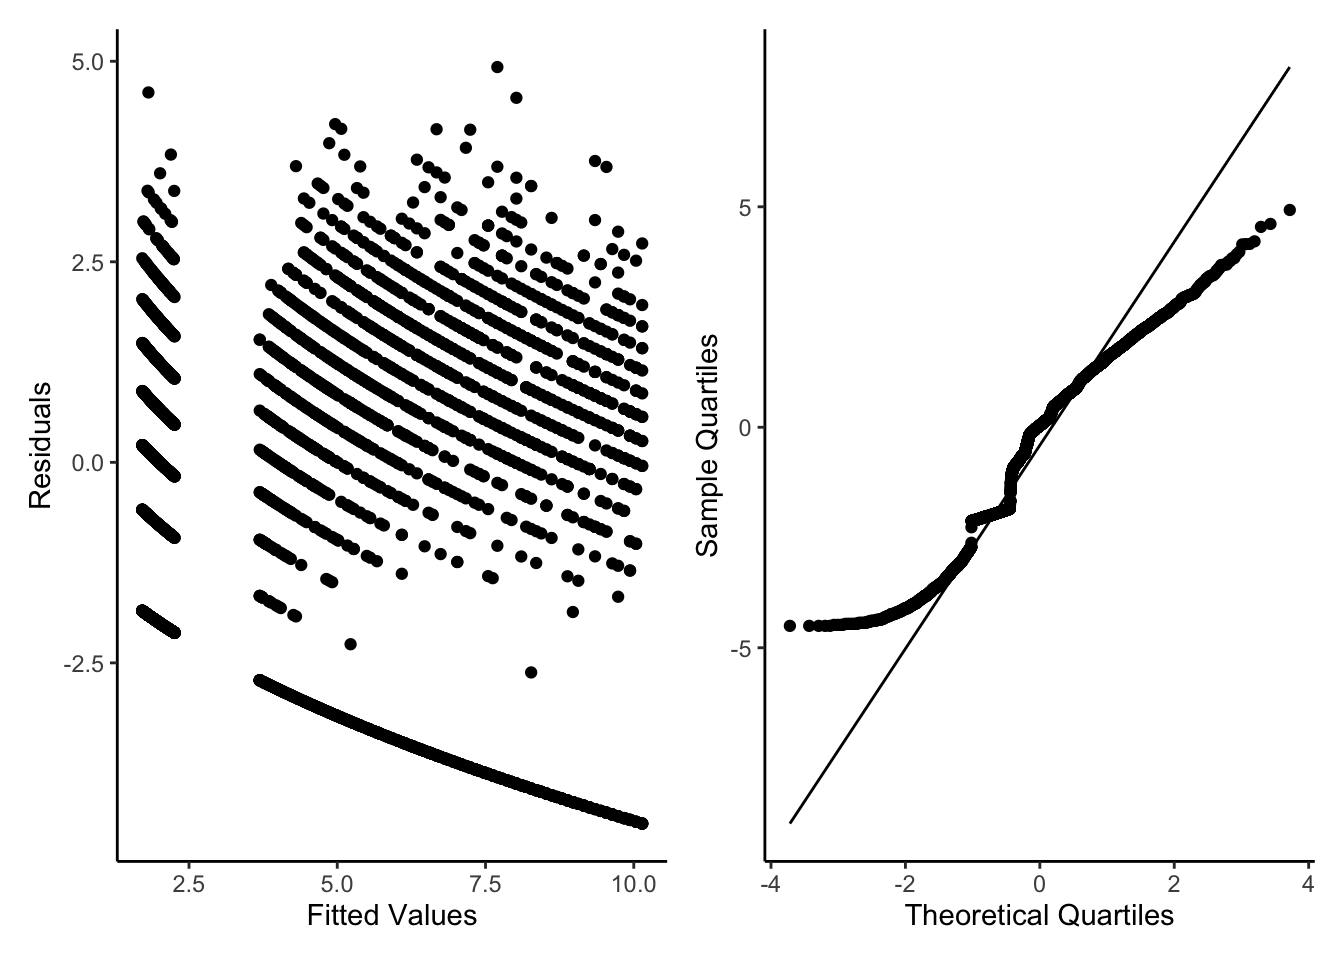 5.0
2.5
0.0
-2.5
Residuals
2.5 5.0 7.5 10.0
Fitted Values
5
0
-5
Sample Quartiles
-4 -2 0 2 4
Theoretical Quartiles